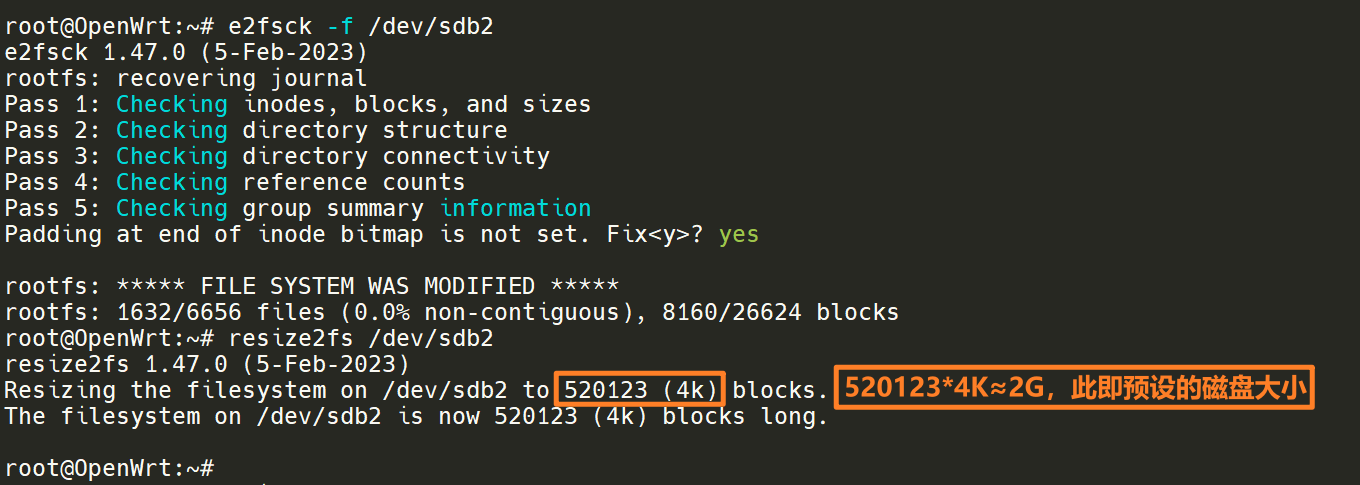 root@OpenWrt:~# e2fsck -f /dev/sdb2
e2fsck 1.47.0 (5-Feb-2023)
rootfs: recovering journal
Pass 1: Checking inodes, blocks, and sizes
Pass 2: Checking directory structure
Pass 3: Checking directory connectivity
Pass 4: Checking reference counts
Pass 5: Checking group summary information
Padding at end of inode bitmap is not set. Fix<y>? yes
rootfs: ***** FILE SYSTEM WAS MODIFIED *****
rootfs: 1632/6656 files (0.0% non-contiguous), 8160/26624 blocks
root@OpenWrt:~# resize2fs /dev/sdb2
resize2fs 1.47.0 (5-Feb-2023)
Resizing the filesystem on /dev/sdb2 to 520123 (4k) blocks. 520123*4K≈2G，此即预设的磁盘大小
The filesystem on /dev/sdb2 is now 520123 (4k) blocks long.
root@OpenWrt:~#